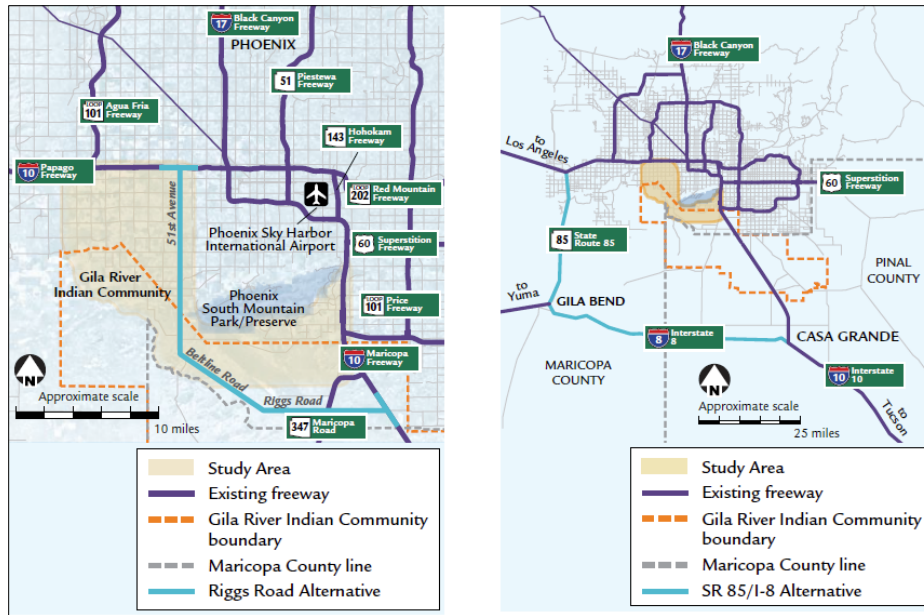 17
Black Canyon
Freeway
PHOENIX
51
Piestewa
Freeway
LOOP
101
Agua Fria
Freeway
143
Hohokam
Freeway
10
Papago
Freeway
LOOP
202
Red Mountain
Freeway
51st Avenue
Phoenix Sky Harbor
International Airport
60
Superstition
Freeway
Gila River
Indian Community
Phoenix
South Mountain
Park/Preserve
LOOP
101
Price
Freeway
10
Maricopa
Freeway
Beltline Road
Riggs Road
N
Approximate scale
10 miles
347
Maricopa
Road
Study Area
Existing freeway
Gila River Indian Community
boundary
Maricopa County line
Riggs Road Alternative
17
Black Canyon
Freeway
to
Los Angeles
60
Superstition
Freeway
85
State
Route 85
PINAL
COUNTY
to
Yuma
GILA BEND
8
Interstate
8
CASA GRANDE
MARICOPA
COUNTY
10
Interstate
10
N
Approximate scale
25 miles
to
Tucson
Study Area
Existing freeway
Gila River Indian Community
boundary
Maricopa County line
SR 85/I-8 Alternative